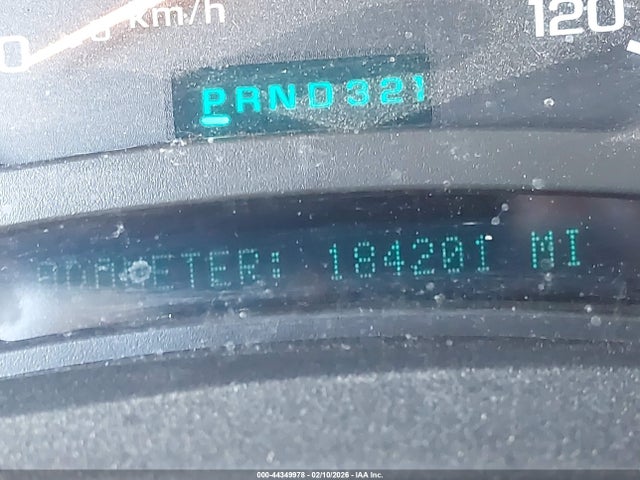 km/h
120
PRND321
ODOMETER: 184201 MI
000-44349978 - 02/10/2026 - IAA Inc.